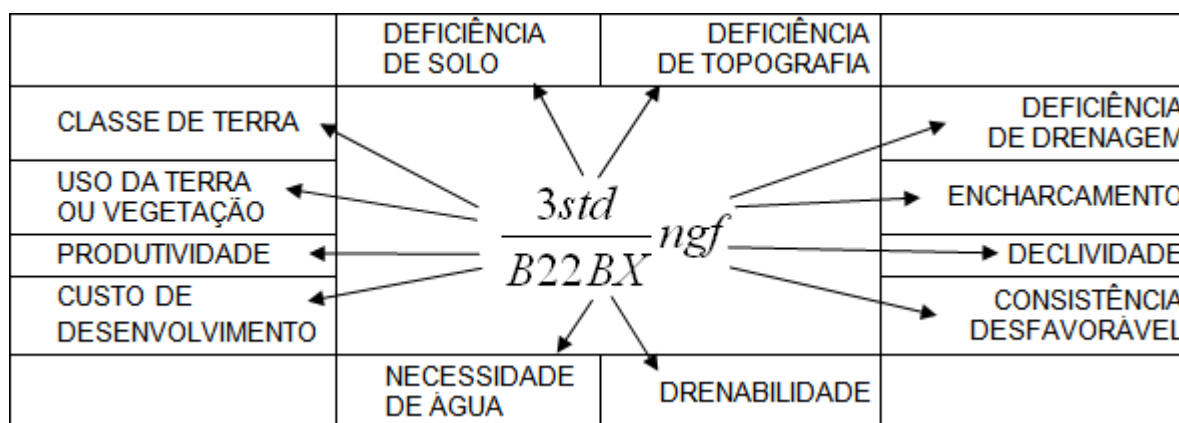 DEFICIÊNCIA
DE SOLO
DEFICIÊNCIA
DE TOPOGRAFIA
CLASSE DE TERRA
DEFICIÊNCIA
DE DRENAGEM
USO DA TERRA
OU VEGETAÇÃO
3std
B22BX
ngf
ENCHARCAMENTO
PRODUTIVIDADE
DECLIVIDADE
CUSTO DE
DESENVOLVIMENTO
CONSISTÊNCIA
DESFAVORÁVEL
NECESSIDADE
DE ÁGUA
DRENABILIDADE